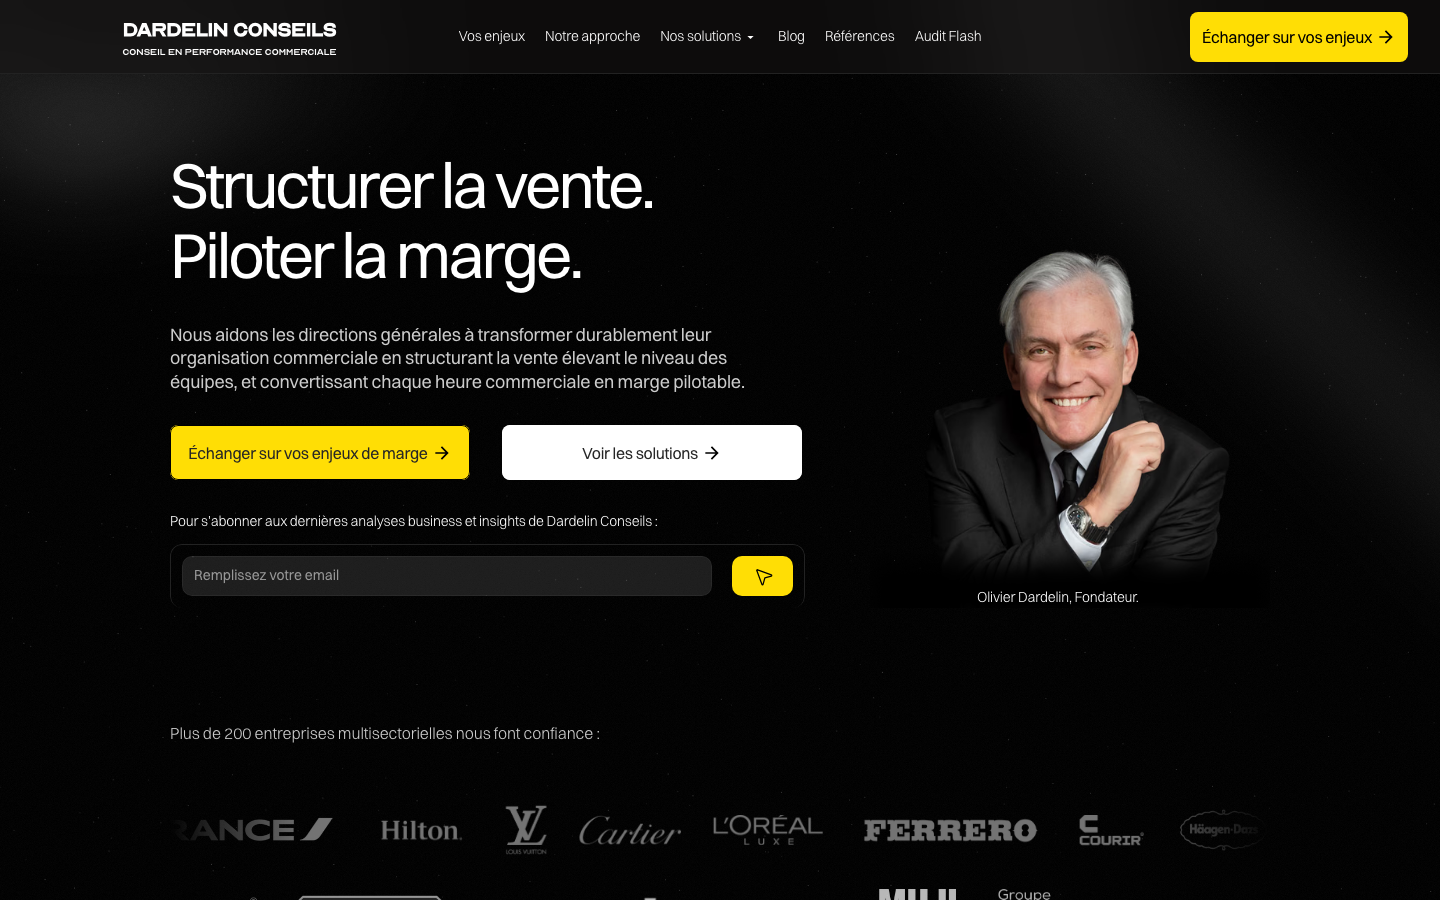 DARDELIN CONSEILS
CONSEIL EN PERFORMANCE COMMERCIALE
Vos enjeux
Notre approche
Nos solutions
Blog
Références
Audit Flash
Échanger sur vos enjeux
Structurer la vente.
Piloter la marge.
Nous aidons les directions générales à transformer durablement leur
organisation commerciale en structurant la vente élevant le niveau des
équipes, et convertissant chaque heure commerciale en marge pilotable.
Échanger sur vos enjeux de marge
Voir les solutions
Pour s'abonner aux dernières analyses business et insights de Dardelin Conseils :
Remplissez votre email
Olivier Dardelin, Fondateur.
Plus de 200 entreprises multisectorielles nous font confiance :
RANCE
Hilton
LV
LOUIS VUITTON
Cartier
L'ORÉAL
LUXE
FERRERO
COURIR
Häagen-Dazs
Groupe